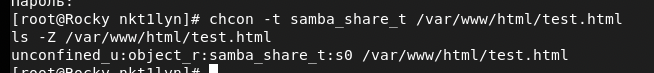 пароль:
[root@Rocky nkt1lyn]# chcon -t samba_share_t /var/www/html/test.html
ls -Z /var/www/html/test.html
unconfined_u:object_r:samba_share_t:s0 /var/www/html/test.html
[root@Rocky nkt1lyn]#